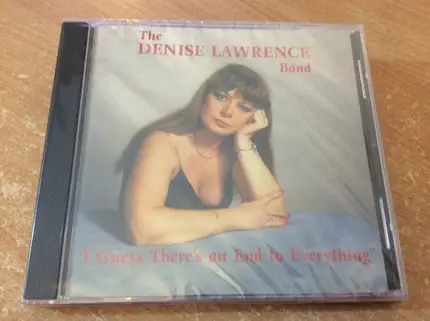 The
DENISE LAWRENCE
Band
"I Guess There's an End to Everything"